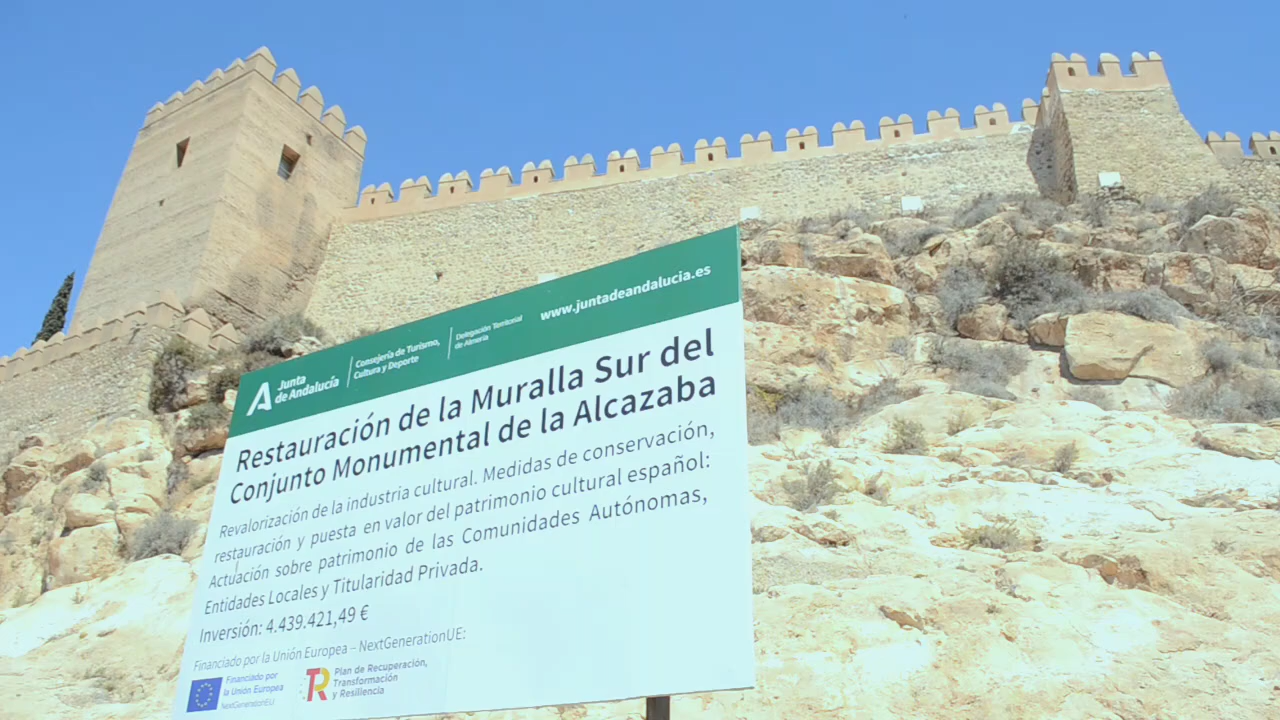 Junta
de Andalucía
Consejería de Turismo,
Cultura y Deporte
Delegación Territorial
de Almería
www.juntadeandalucia.es
Restauración de la Muralla Sur del
Conjunto Monumental de la Alcazaba
Revalorización de la industria cultural. Medidas de conservación,
restauración y puesta en valor del patrimonio cultural español:
Actuación sobre patrimonio de las Comunidades Autónomas,
Entidades Locales y Titularidad Privada.
Inversión: 4.439.421,49 €
Financiado por la Unión Europea – NextGenerationUE:
Financiado por
la Unión Europea
NextGenerationEU
TR
Plan de Recuperación,
Transformación
y Resiliencia